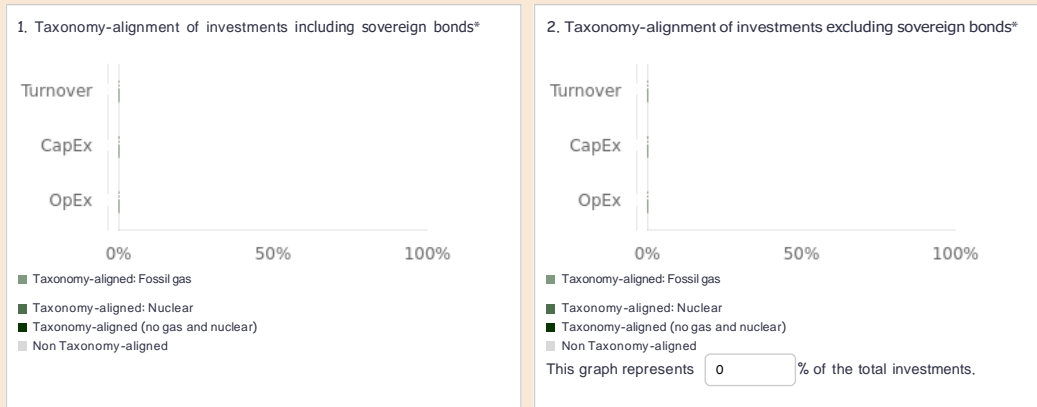 1. Taxonomy-alignment of investments including sovereign bonds*
Turnover
CapEx
OpEx
0% 50% 100%
Taxonomy-aligned: Fossil gas
Taxonomy-aligned: Nuclear
Taxonomy-aligned (no gas and nuclear)
Non Taxonomy-aligned
2. Taxonomy-alignment of investments excluding sovereign bonds*
Turnover
CapEx
OpEx
0% 50% 100%
Taxonomy-aligned: Fossil gas
Taxonomy-aligned: Nuclear
Taxonomy-aligned (no gas and nuclear)
Non Taxonomy-aligned
This graph represents 0 % of the total investments.